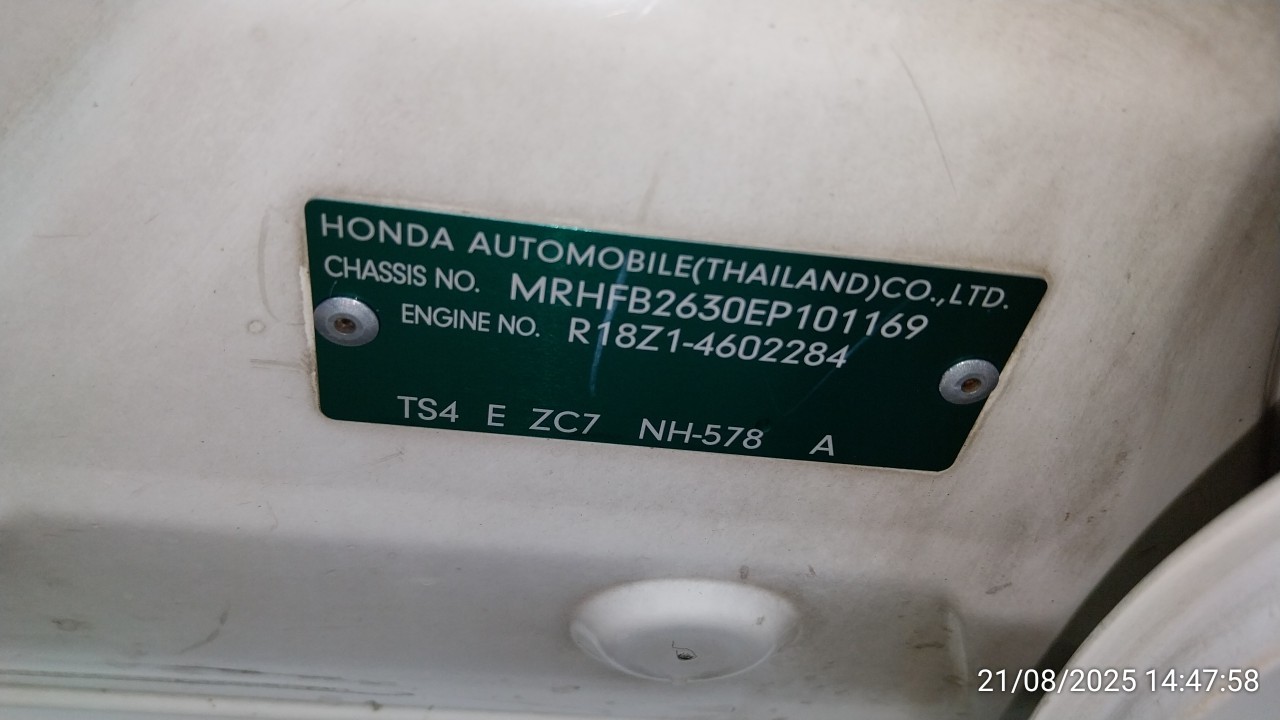 HONDA AUTOMOBILE(THAILAND)CO.,LTD.
CHASSIS NO. MRHFB2630EP101169
ENGINE NO. R18Z1-4602284
TS4 E ZC7 NH-578 A
21/08/2025 14:47:58